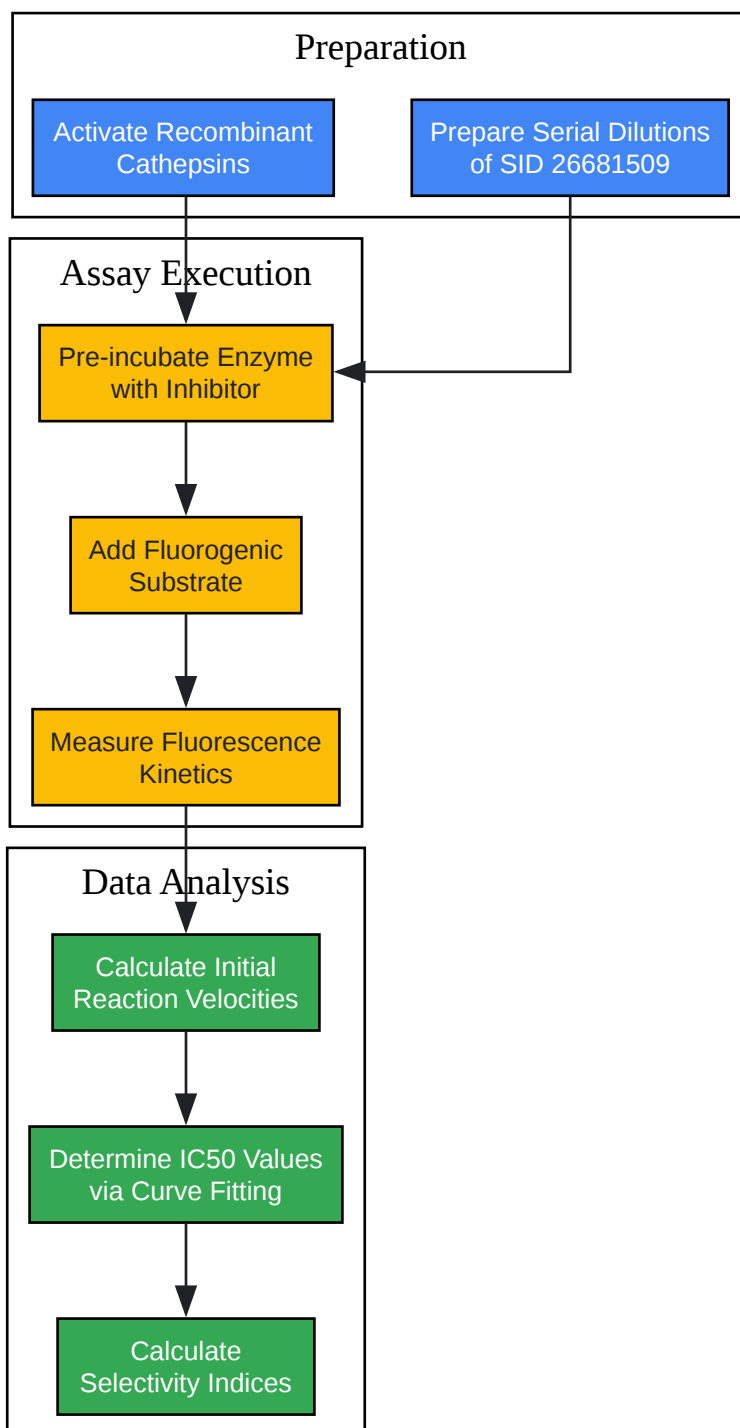 Preparation
Activate Recombinant
Cathepsins
Prepare Serial Dilutions
of SID 26681509
Assay Execution
Pre-incubate Enzyme
with Inhibitor
Add Fluorogenic
Substrate
Measure Fluorescence
Kinetics
Data Analysis
Calculate Initial
Reaction Velocities
Determine IC50 Values
via Curve Fitting
Calculate
Selectivity Indices